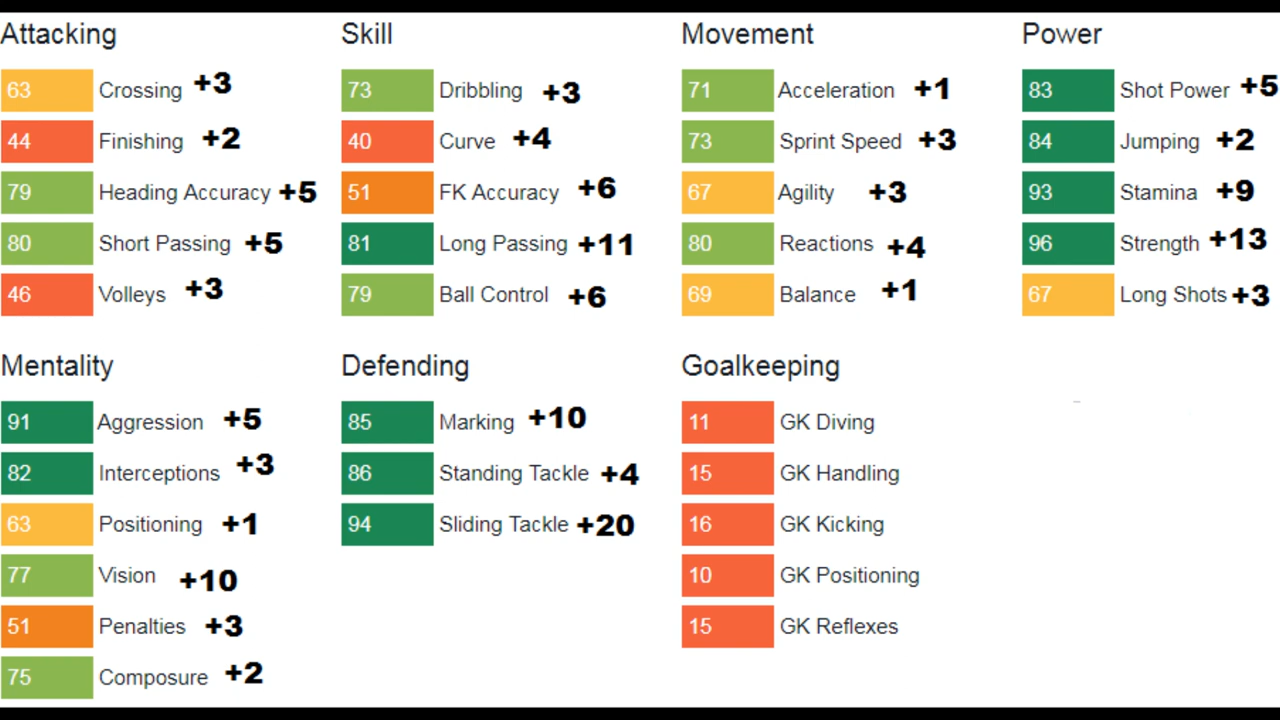 Attacking
63 Crossing +3
44 Finishing +2
79 Heading Accuracy +5
80 Short Passing +5
46 Volleys +3
Skill
73 Dribbling +3
40 Curve +4
51 FK Accuracy +6
81 Long Passing +11
79 Ball Control +6
Movement
71 Acceleration +1
73 Sprint Speed +3
67 Agility +3
80 Reactions +4
69 Balance +1
Power
83 Shot Power +5
84 Jumping +2
93 Stamina +9
96 Strength +13
67 Long Shots +3
Mentality
91 Aggression +5
82 Interceptions +3
63 Positioning +1
77 Vision +10
51 Penalties +3
75 Composure +2
Defending
85 Marking +10
86 Standing Tackle +4
94 Sliding Tackle +20
Goalkeeping
11 GK Diving
15 GK Handling
16 GK Kicking
10 GK Positioning
15 GK Reflexes